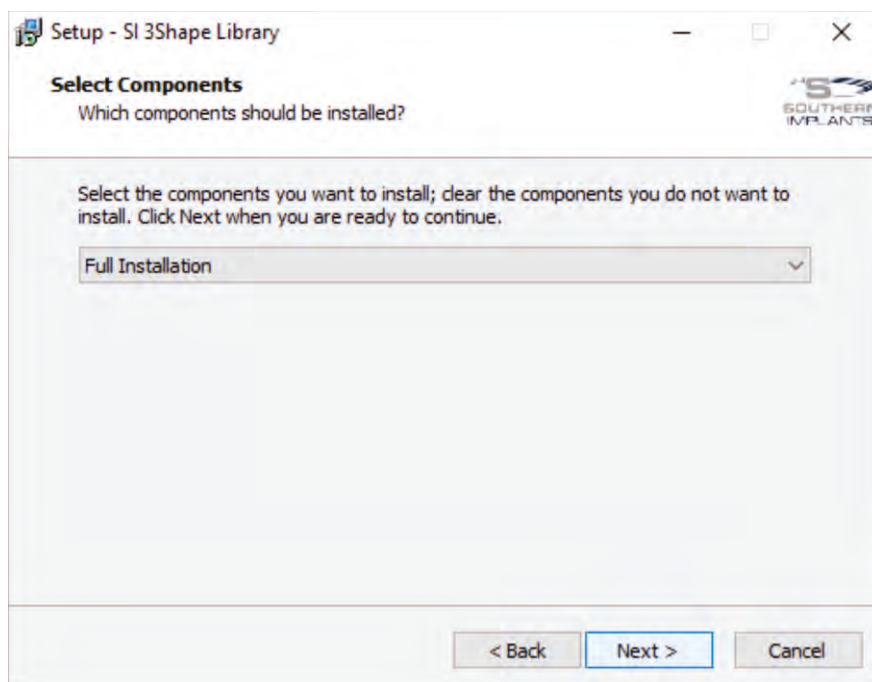 Setup - SI 3Shape Library
Select Components
Which components should be installed?
SOUTHERN
IMPLANTS
Select the components you want to install; clear the components you do not want to
install. Click Next when you are ready to continue.
Full Installation
< Back Next > Cancel